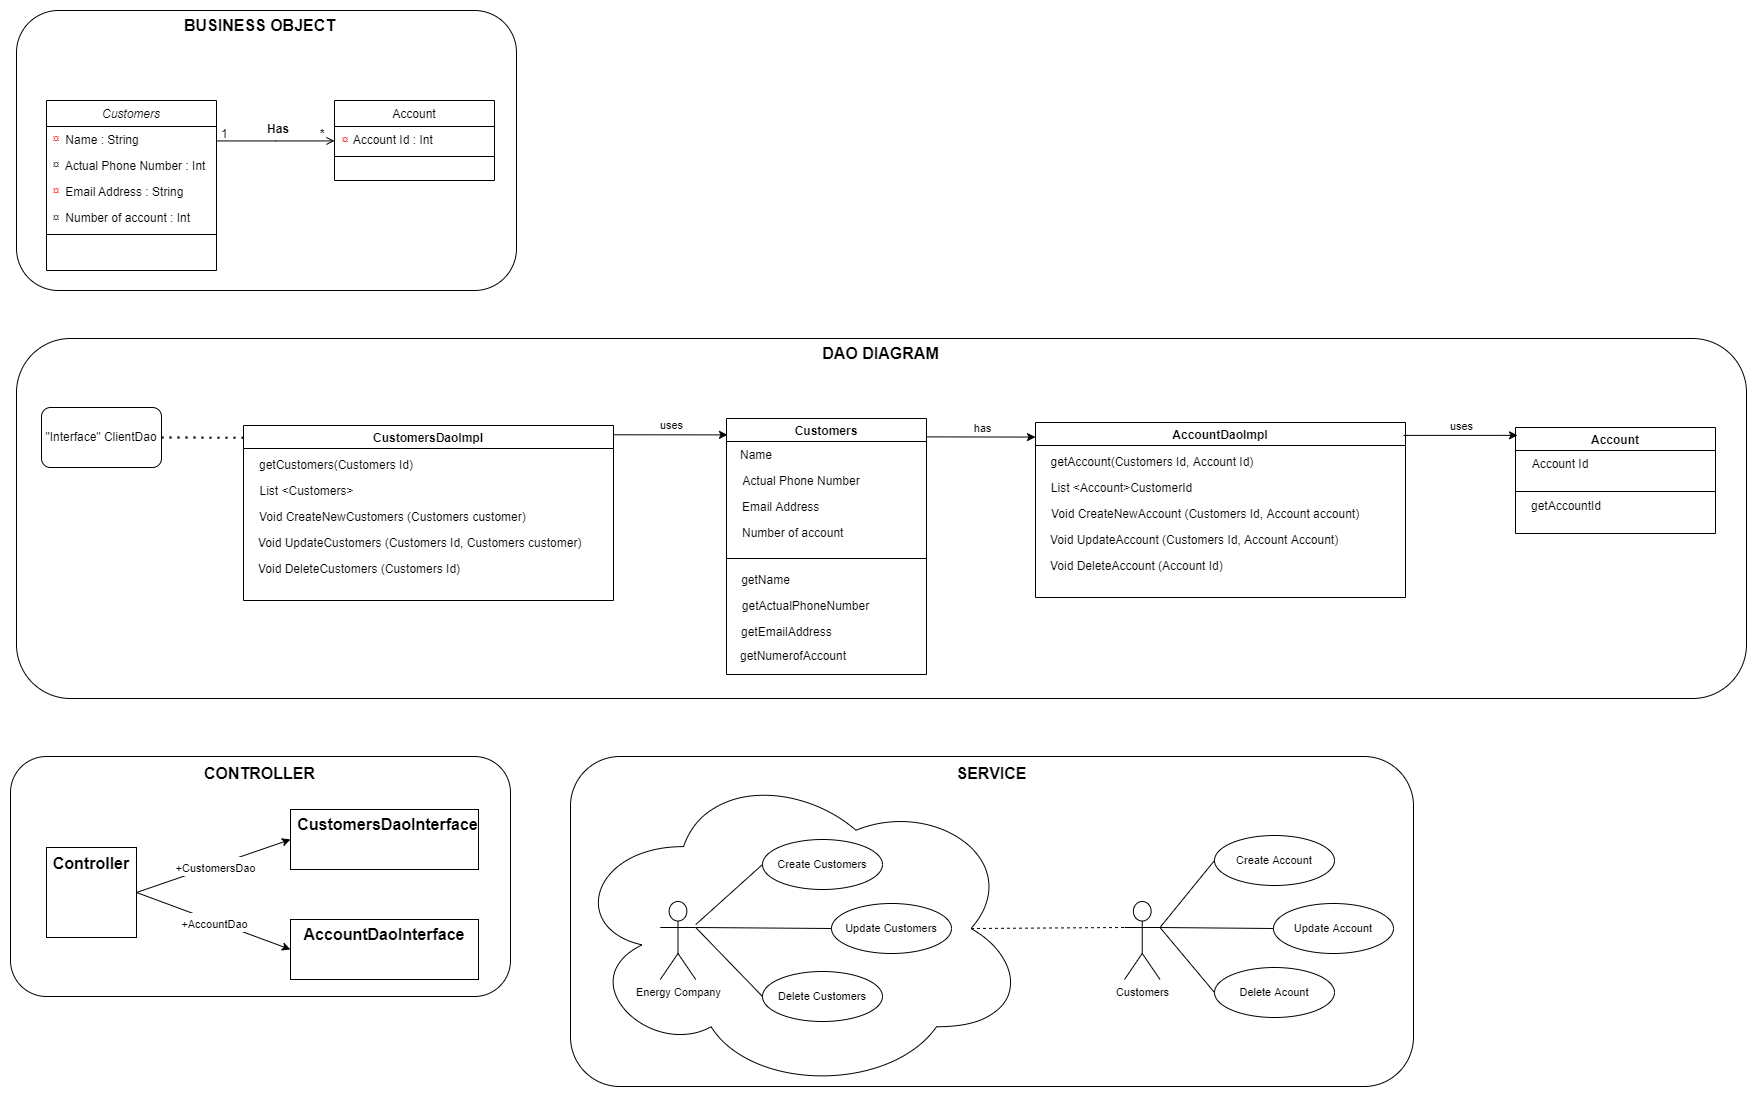 BUSINESS OBJECT
Customers
¤ Name : String
¤ Actual Phone Number : Int
¤ Email Address : String
¤ Number of account : Int
1
Has
*
Account
¤ Account Id : Int
DAO DIAGRAM
"Interface" ClientDao
CustomersDaoImpl
getCustomers(Customers Id)
List <Customers>
Void CreateNewCustomers (Customers customer)
Void UpdateCustomers (Customers Id, Customers customer)
Void DeleteCustomers (Customers Id)
uses
Customers
Name
Actual Phone Number
Email Address
Number of account
getName
getActualPhoneNumber
getEmailAddress
getNumerofAccount
has
AccountDaoImpl
getAccount(Customers Id, Account Id)
List <Account>CustomerId
Void CreateNewAccount (Customers Id, Account account)
Void UpdateAccount (Customers Id, Account Account)
Void DeleteAccount (Account Id)
uses
Account
Account Id
getAccountId
CONTROLLER
Controller
+CustomersDao
+AccountDao
CustomersDaoInterface
AccountDaoInterface
SERVICE
Create Customers
Update Customers
Delete Customers
Energy Company
Create Account
Update Account
Delete Acount
Customers